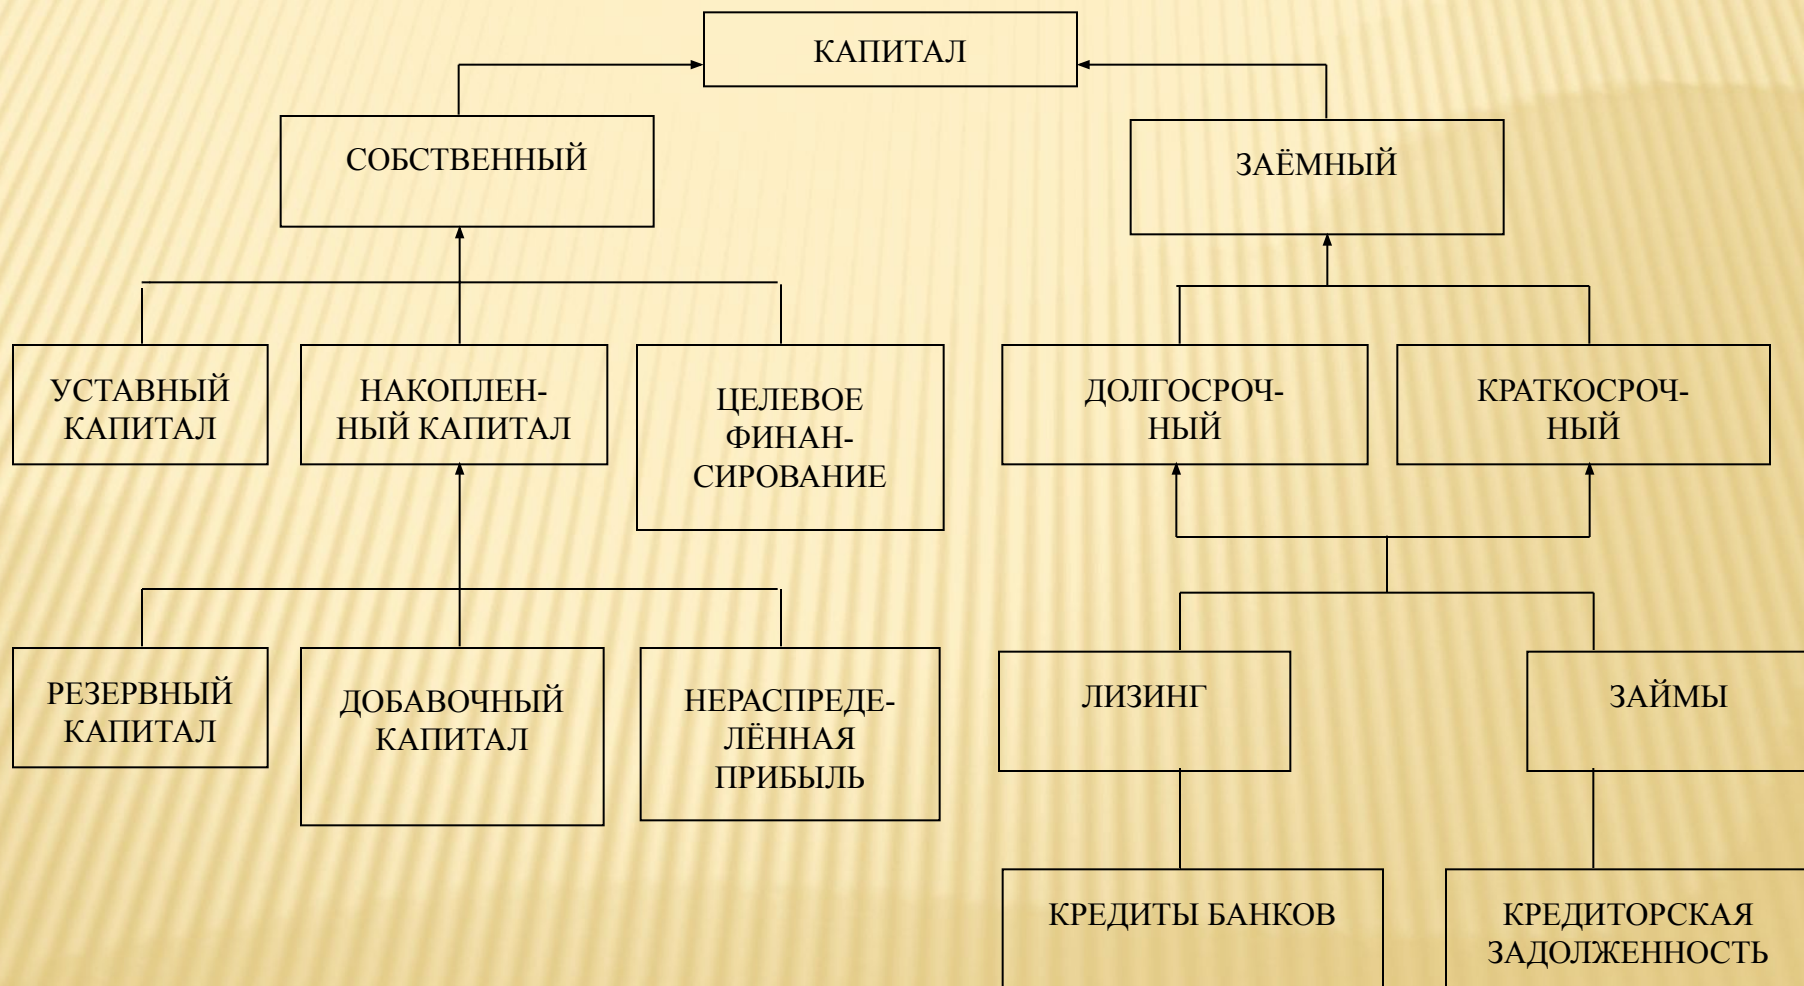 КАПИТАЛ
СОБСТВЕННЫЙ
ЗАЁМНЫЙ
УСТАВНЫЙ
КАПИТАЛ
НАКОПЛЕН-
НЫЙ КАПИТАЛ
ЦЕЛЕВОЕ
ФИНАН-
СИРОВАНИЕ
ДОЛГОСРОЧ-
НЫЙ
КРАТКОСРОЧ-
НЫЙ
РЕЗЕРВНЫЙ
КАПИТАЛ
ДОБАВОЧНЫЙ
КАПИТАЛ
НЕРАСПРЕДЕ-
ЛЁННАЯ
ПРИБЫЛЬ
ЛИЗИНГ
ЗАЙМЫ
КРЕДИТЫ БАНКОВ
КРЕДИТОРСКАЯ
ЗАДОЛЖЕННОСТЬ